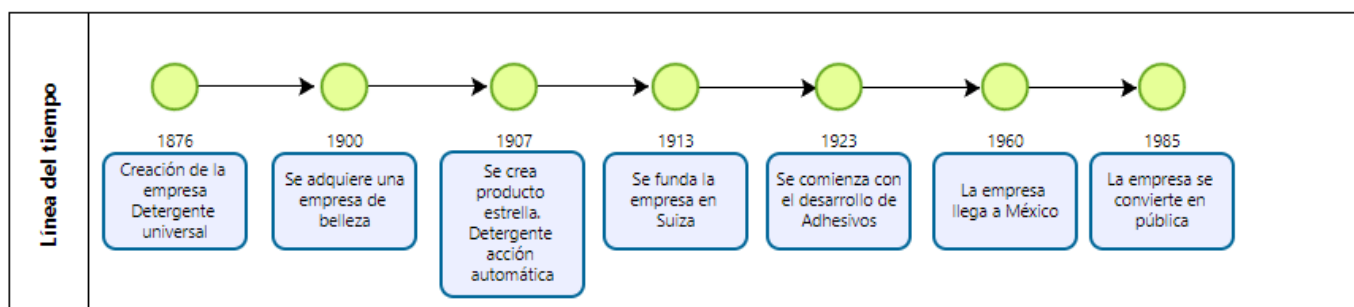 Línea del tiempo
1876
Creación de la
empresa
Detergente
universal
1900
Se adquiere una
empresa de
belleza
1907
Se crea
producto
estrella.
Detergente
acción
automática
1913
Se funda la
empresa en
Suiza
1923
Se comienza con
el desarrollo de
Adhesivos
1960
La empresa
llega a México
1985
La empresa se
convierte en
pública